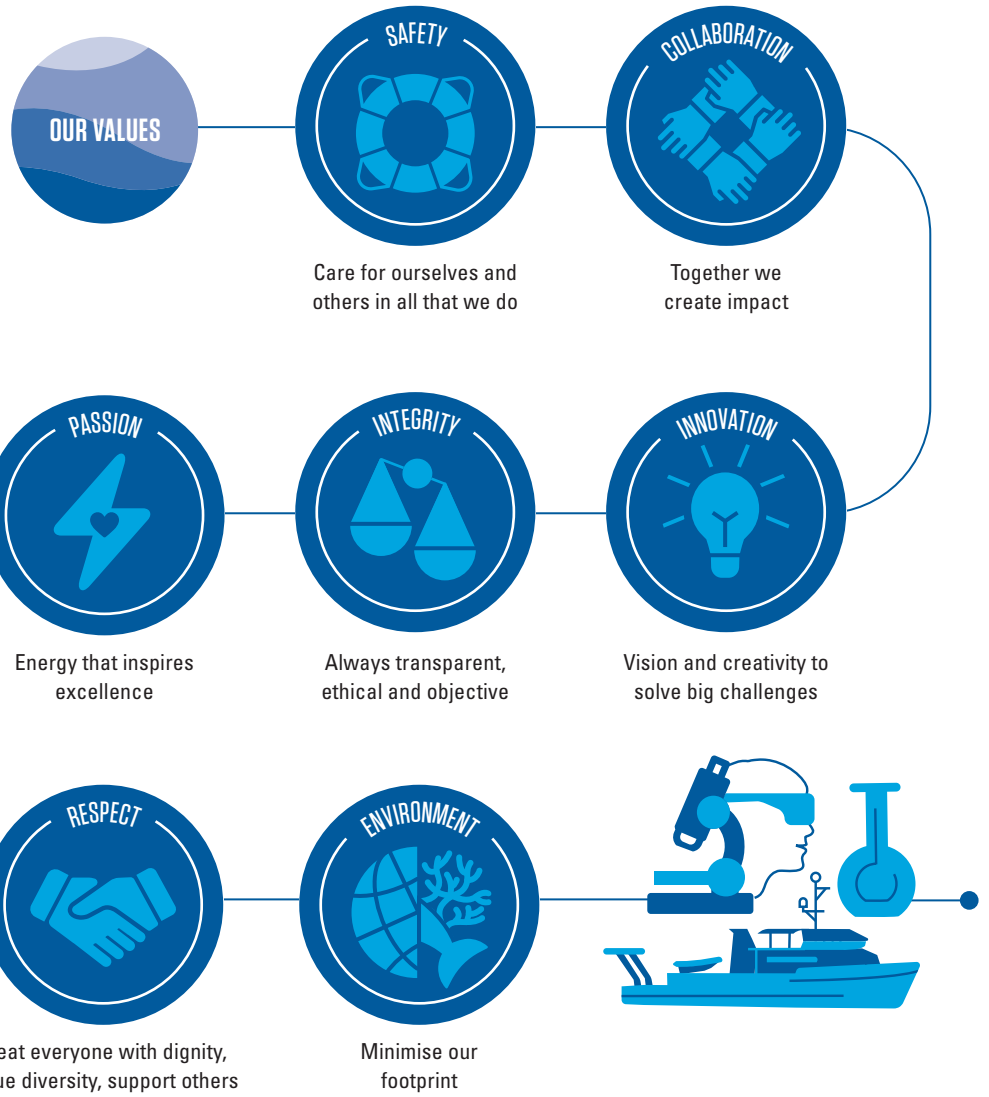 OUR VALUES
SAFETY
Care for ourselves and
others in all that we do
COLLABORATION
Together we
create impact
INNOVATION
Vision and creativity to
solve big challenges
INTEGRITY
Always transparent,
ethical and objective
PASSION
Energy that inspires
excellence
RESPECT
eat everyone with dignity,
ue diversity, support others
ENVIRONMENT
Minimise our
footprint